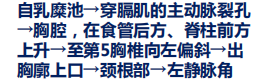 自乳糜池→穿膈肌的主动脉裂孔
→胸腔，在食管后方、脊柱前方
上升→至第5胸椎向左偏斜→出
胸廓上口→颈根部→左静脉角